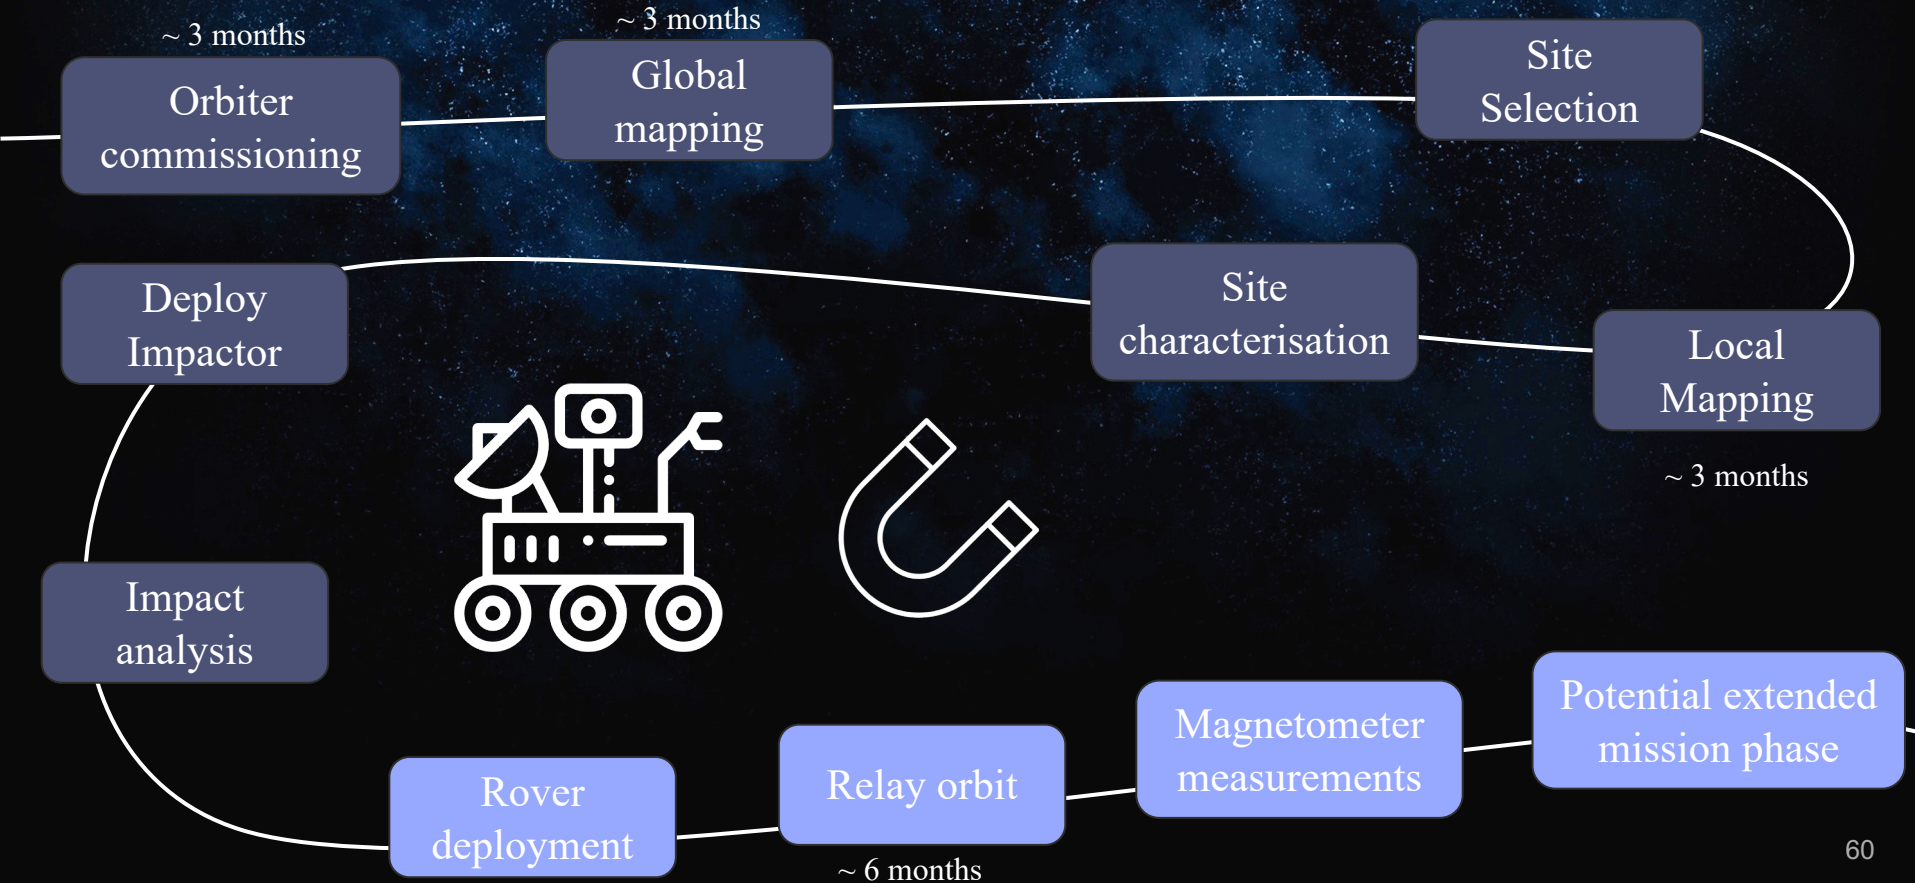 ~ 3 months
Orbiter
commissioning
~ 3 months
Global
mapping
Site
Selection
Local
Mapping
~ 3 months
Site
characterisation
Deploy
Impactor
Impact
analysis
Rover
deployment
Relay orbit
~ 6 months
Magnetometer
measurements
Potential extended
mission phase
60